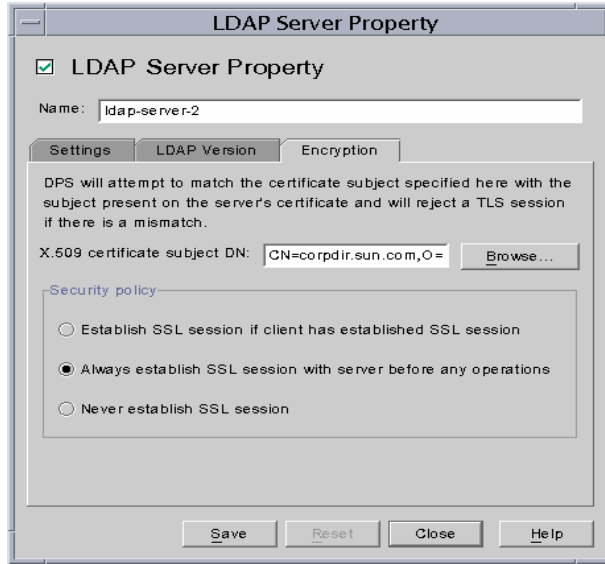 LDAP Server Property
LDAP Server Property
Name: ldap-server-2
Settings LDAP Version Encryption
DPS will attempt to match the certificate subject specified here with the
subject present on the server's certificate and will reject a TLS session
if there is a mismatch.
X.509 certificate subject DN: CN=corpdir.sun.com,O= Browse...
Security policy
Establish SSL session if client has established SSL session
Always establish SSL session with server before any operations
Never establish SSL session
Save Reset Close Help